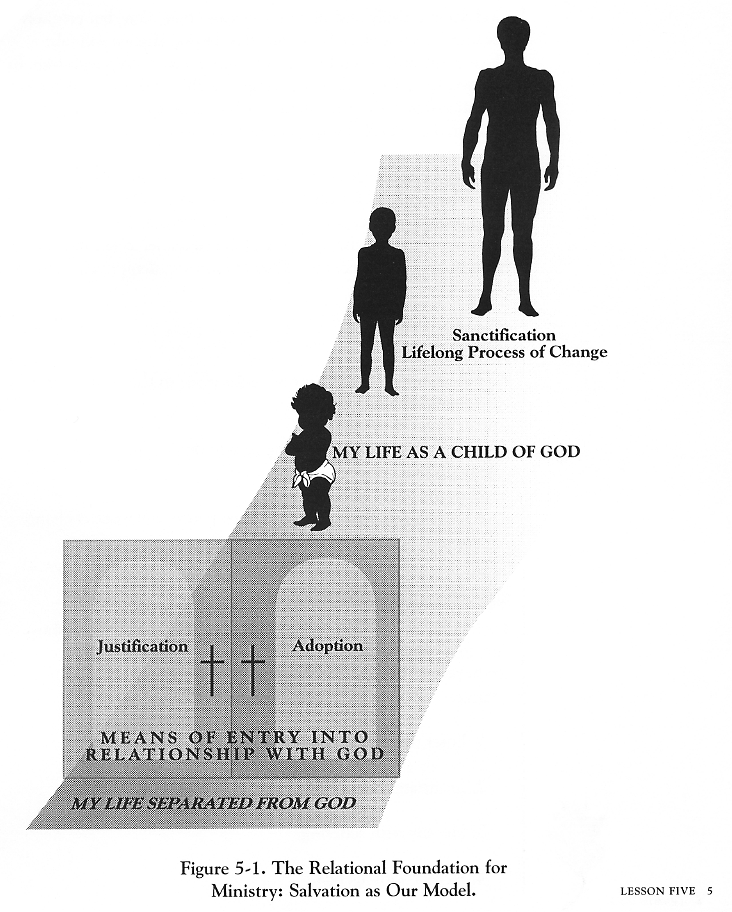 Sanctification
Lifelong Process of Change
MY LIFE AS A CHILD OF GOD
Justification
Adoption
MEANS OF ENTRY INTO
RELATIONSHIP WITH GOD
MY LIFE SEPARATED FROM GOD
Figure 5-1. The Relational Foundation for
Ministry: Salvation as Our Model.
LESSON FIVE 5